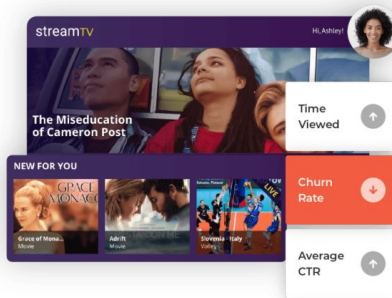 streamTV
Hi, Ashley!
The Miseducation
of Cameron Post
Time
Viewed
NEW FOR YOU
Churn
Rate
GRACE
MONACO
LIVE
Grace of Mona...
Movie
Adrift
Movie
Slovenia - Italy
Volley
Average
CTR